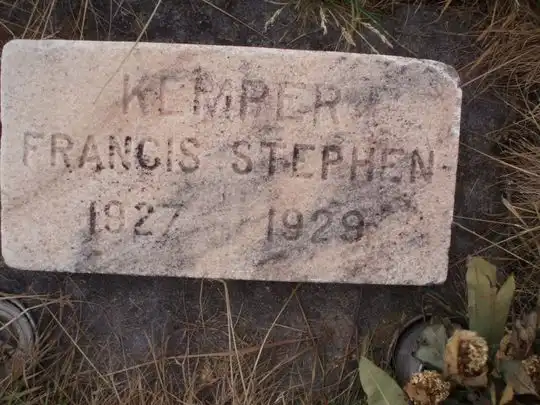 KEMPER
FRANCIS STEPHEN
1927 1929